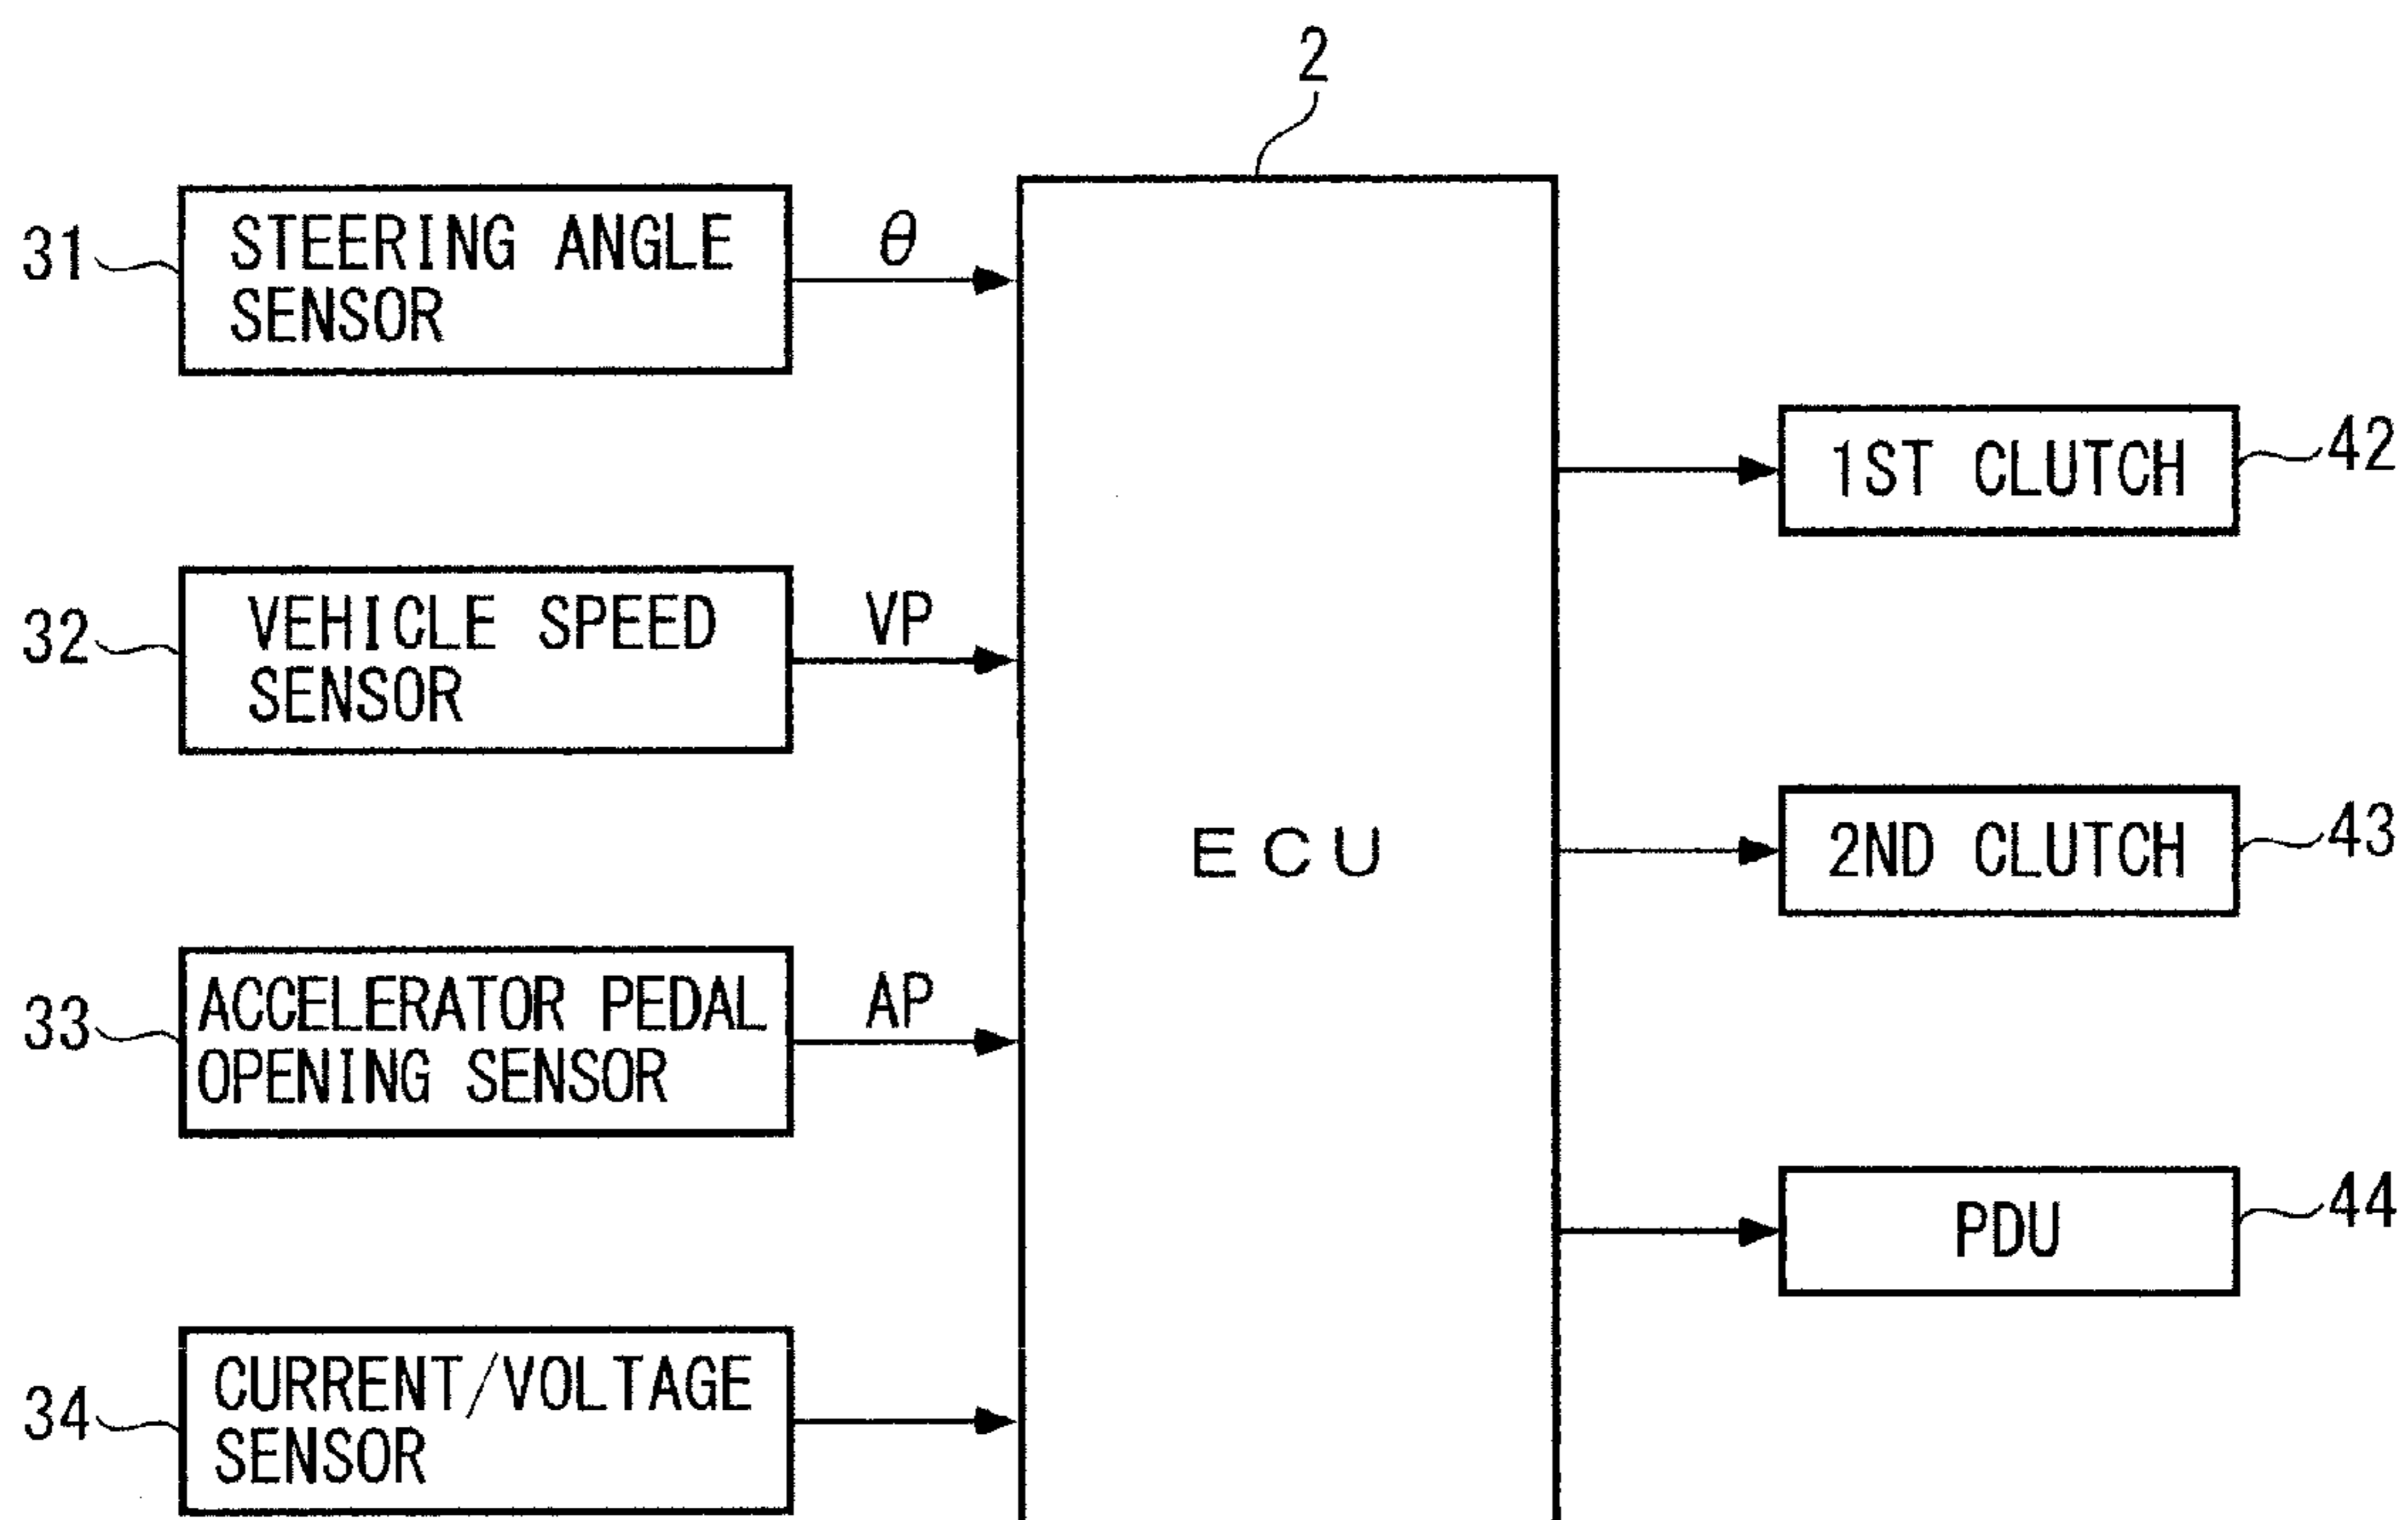 2
31
STEERING ANGLE
SENSOR
θ
32
VEHICLE SPEED
SENSOR
VP
33
ACCELERATOR PEDAL
OPENING SENSOR
AP
34
CURRENT/VOLTAGE
SENSOR
ECU
1ST CLUTCH
42
2ND CLUTCH
43
PDU
44